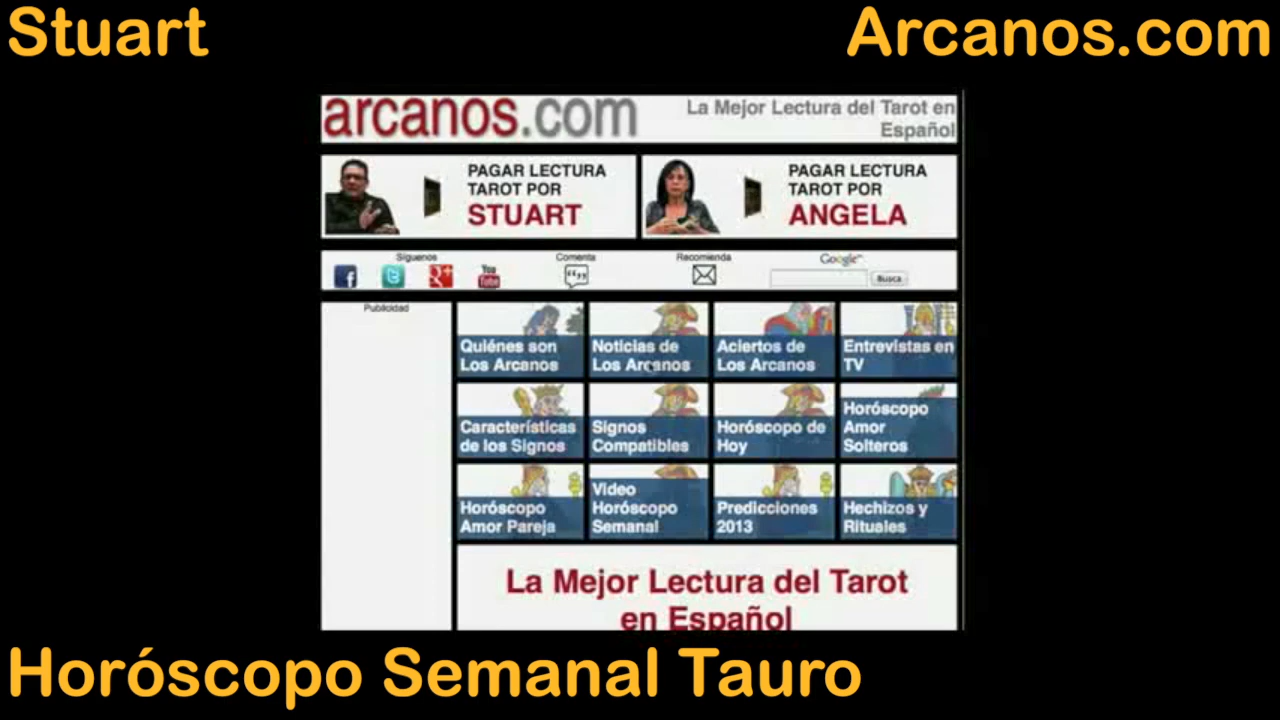 Stuart
Arcanos.com
arcanos.com
La Mejor Lectura del Tarot en
Español
PAGAR LECTURA
TAROT POR
STUART
PAGAR LECTURA
TAROT POR
ANGELA
Síguenos
Comenta
Recomienda
Google
You
Tube
Busca
Publicidad
Quiénes son
Los Arcanos
Noticias de
Los Arcanos
Aciertos de
Los Arcanos
Entrevistas en
TV
Características
de los Signos
Signos
Compatibles
Horóscopo de
Hoy
Horóscopo
Amor
Solteros
Horóscopo
Amor Pareja
Video
Horóscopo
Semanal
Predicciones
2013
Hechizos y
Rituales
La Mejor Lectura del Tarot
en Español
Horóscopo Semanal Tauro